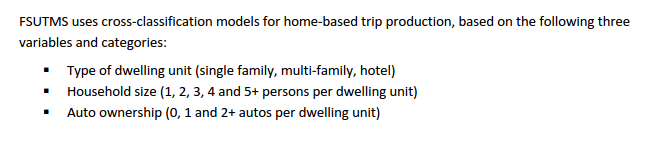 FSUTMS uses cross-classification models for home-based trip production, based on the following three
variables and categories:
▪ Type of dwelling unit (single family, multi-family, hotel)
▪ Household size (1, 2, 3, 4 and 5+ persons per dwelling unit)
▪ Auto ownership (0, 1 and 2+ autos per dwelling unit)